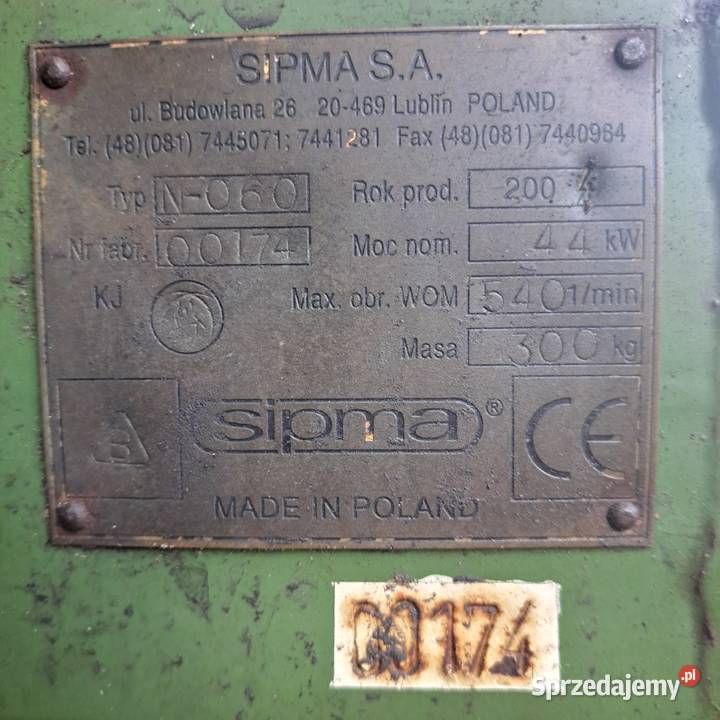 SIPMA S.A.
ul. Budowlana 26 20-469 Lublin POLAND
Tel. (48)(081) 7445071; 7441281 Fax (48)(081) 7440964
Typ N-060 Rok prod. 2004
Nr fabr. 00174 Moc nom. 44 kW
KJ Max. obr. WOM 540 1/min
Masa 300 kg
B sipma® CE
MADE IN POLAND
00174
Sprzedajemy.pl